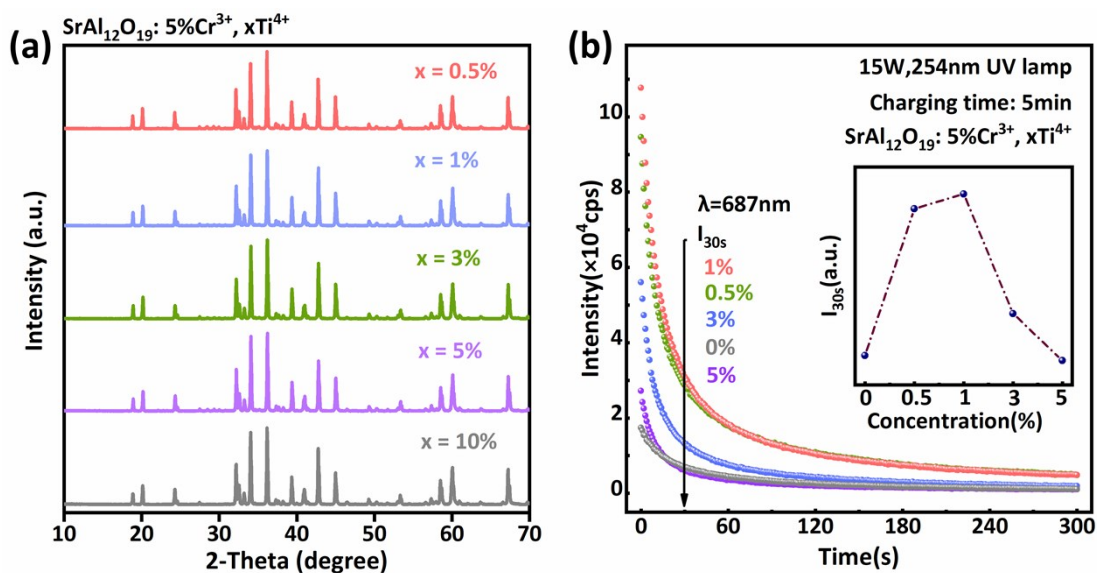 (a)
SrAl₁₂O₁₉: 5%Cr³⁺, xTi⁴⁺
x = 0.5%
x = 1%
x = 3%
x = 5%
x = 10%
Intensity (a.u.)
10 20 30 40 50 60 70
2-Theta (degree)
(b)
15W,254nm UV lamp
Charging time: 5min
SrAl₁₂O₁₉: 5%Cr³⁺, xTi⁴⁺
λ=687nm
I₃₀ₛ
1%
0.5%
3%
0%
5%
Intensity(×10⁴cps)
10
8
6
4
2
0
0 60 120 180 240 300
Time(s)
I₃₀ₛ(a.u.)
0 0.5 1 3 5
Concentration(%)